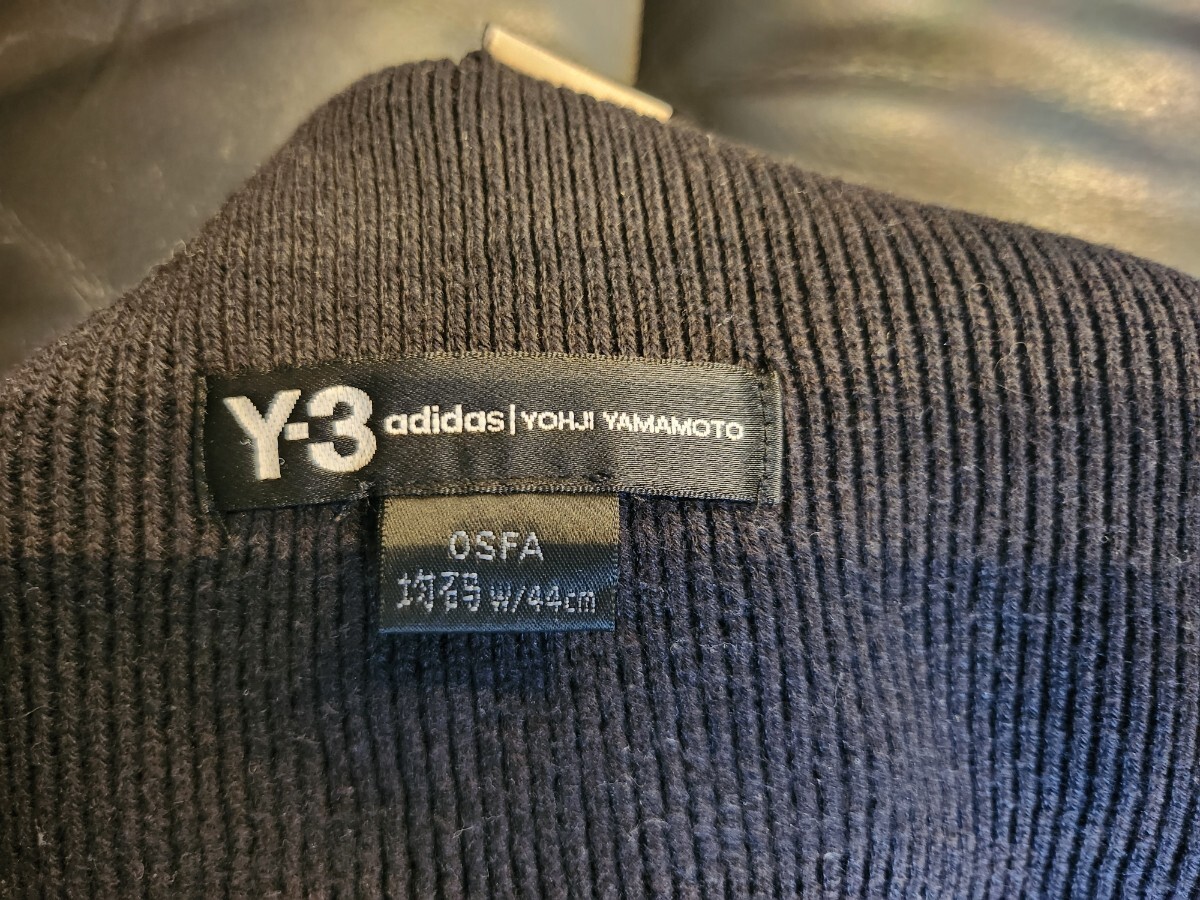 Y-3 adidas | YOHJI YAMAMOTO
OSFA
均码 W/44cm